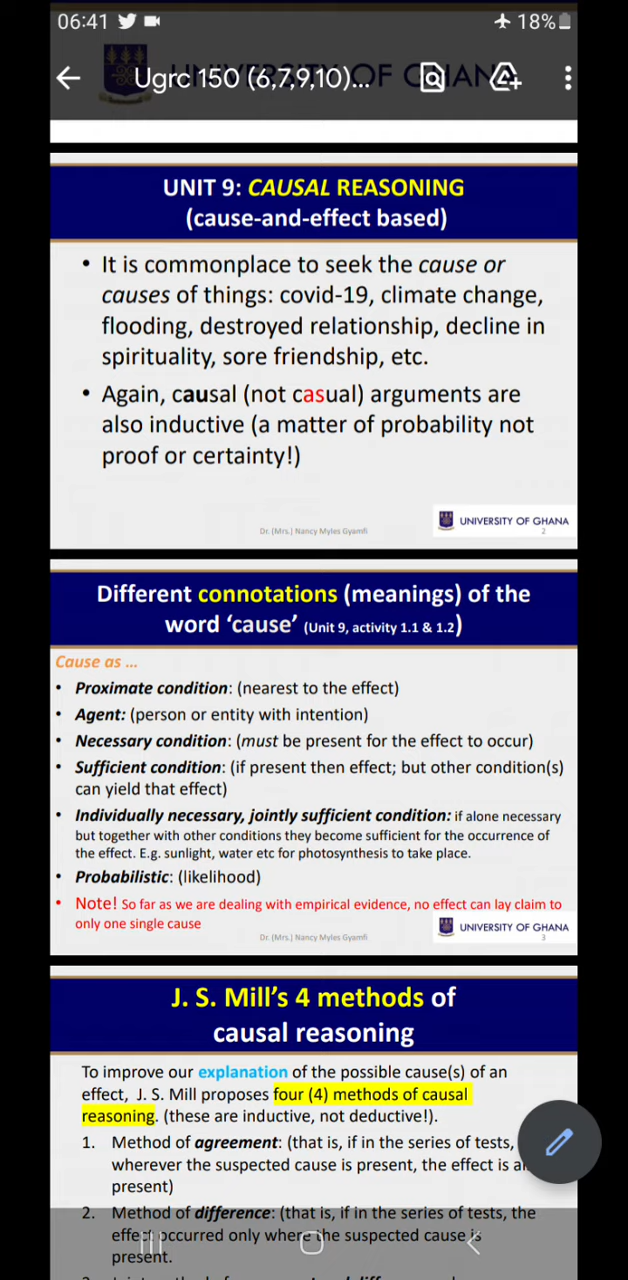 06:41
18%
UNIVERSITY OF GHANA
Ugrc 150 (6,7,9,10)...
UNIT 9: CAUSAL REASONING
(cause-and-effect based)
• It is commonplace to seek the cause or
causes of things: covid-19, climate change,
flooding, destroyed relationship, decline in
spirituality, sore friendship, etc.
• Again, causal (not casual) arguments are
also inductive (a matter of probability not
proof or certainty!)
Dr. (Mrs.) Nancy Myles Gyamfi
UNIVERSITY OF GHANA
2
Different connotations (meanings) of the
word ‘cause’ (Unit 9, activity 1.1 & 1.2)
Cause as ...
• Proximate condition: (nearest to the effect)
• Agent: (person or entity with intention)
• Necessary condition: (must be present for the effect to occur)
• Sufficient condition: (if present then effect; but other condition(s)
can yield that effect)
• Individually necessary, jointly sufficient condition: if alone necessary
but together with other conditions they become sufficient for the occurrence of
the effect. E.g. sunlight, water etc for photosynthesis to take place.
• Probabilistic: (likelihood)
• Note! So far as we are dealing with empirical evidence, no effect can lay claim to
only one single cause
Dr. (Mrs.) Nancy Myles Gyamfi
UNIVERSITY OF GHANA
3
J. S. Mill’s 4 methods of
causal reasoning
To improve our explanation of the possible cause(s) of an
effect, J. S. Mill proposes four (4) methods of causal
reasoning. (these are inductive, not deductive!).
1. Method of agreement: (that is, if in the series of tests,
wherever the suspected cause is present, the effect is
present)
2. Method of difference: (that is, if in the series of tests, the
effect occurred only where the suspected cause is
present.